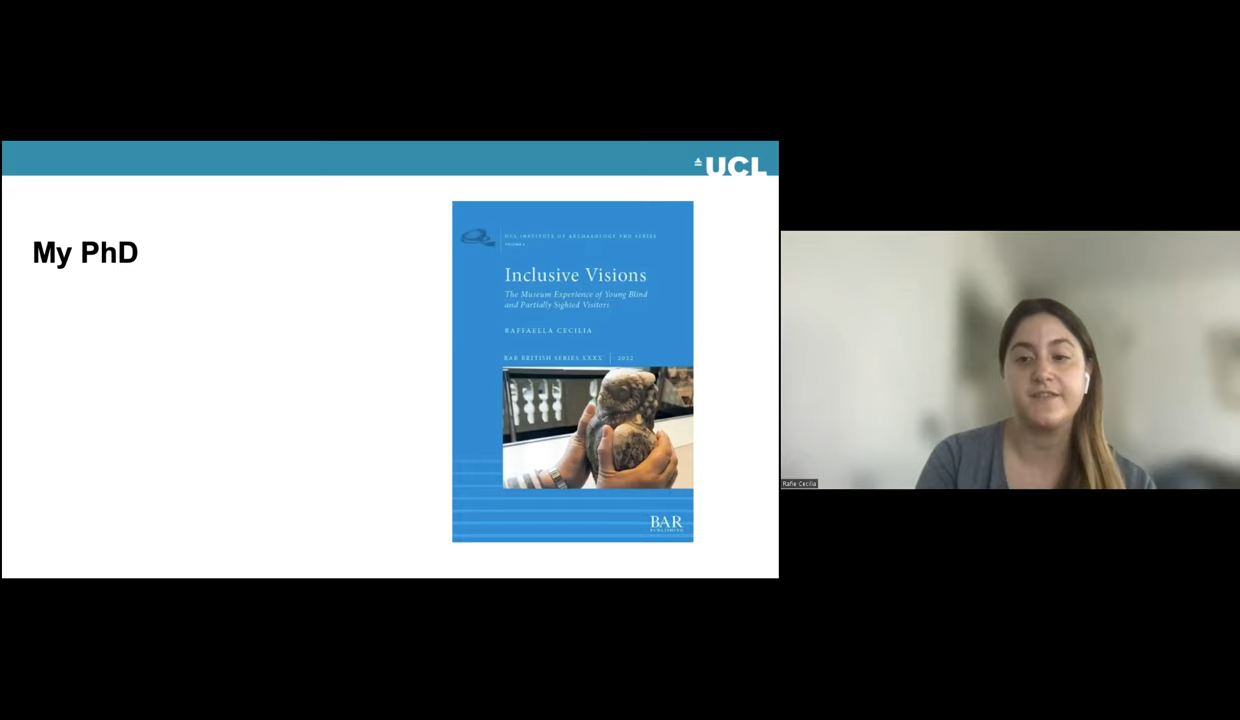 UCL
My PhD
UCL INSTITUTE OF ARCHAEOLOGY PHD SERIES
Inclusive Visions
The Museum Experience of Young Blind
and Partially Sighted Visitors
RAFFAELLA CECILIA
BAR BRITISH SERIES XXXX | 2022
BAR
PUBLISHING
Rafie Cecilia